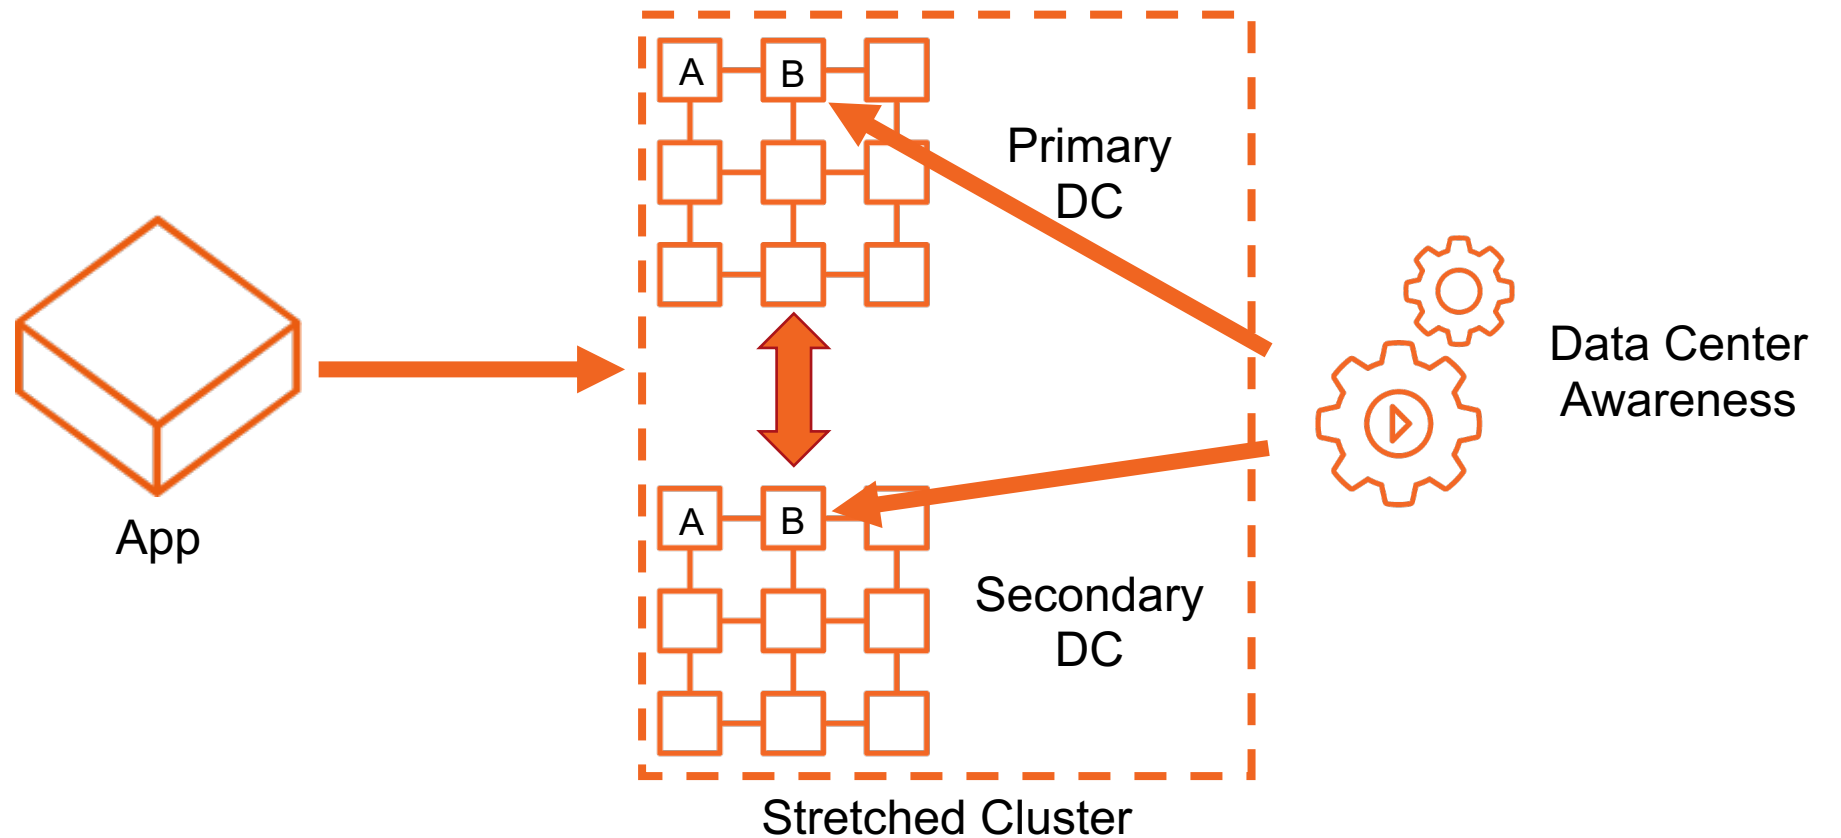 A
B
Primary
DC
App
Data Center
Awareness
A
B
Secondary
DC
Stretched Cluster